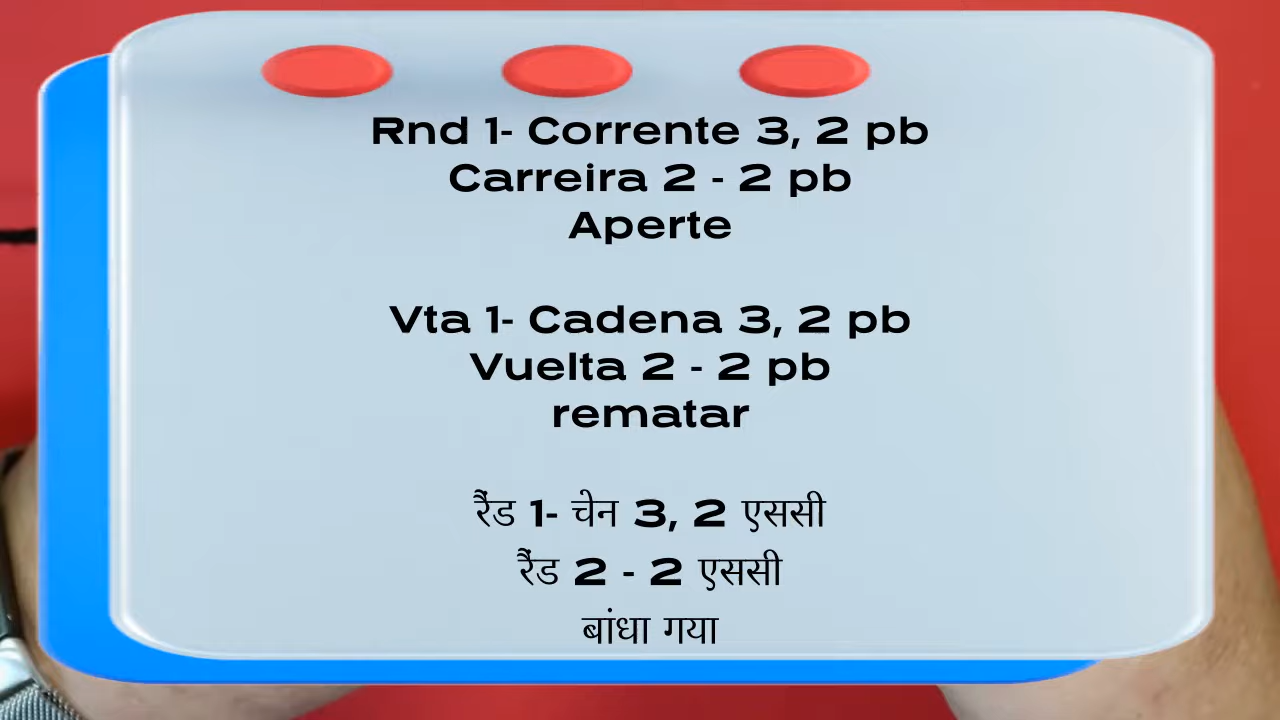 Rnd 1- Corrente 3, 2 pb
Carreira 2 - 2 pb
Aperte
Vta 1- Cadena 3, 2 pb
Vuelta 2 - 2 pb
rematar
रैंड 1- चेन 3, 2 एससी
रैंड 2 - 2 एससी
बांधा गया